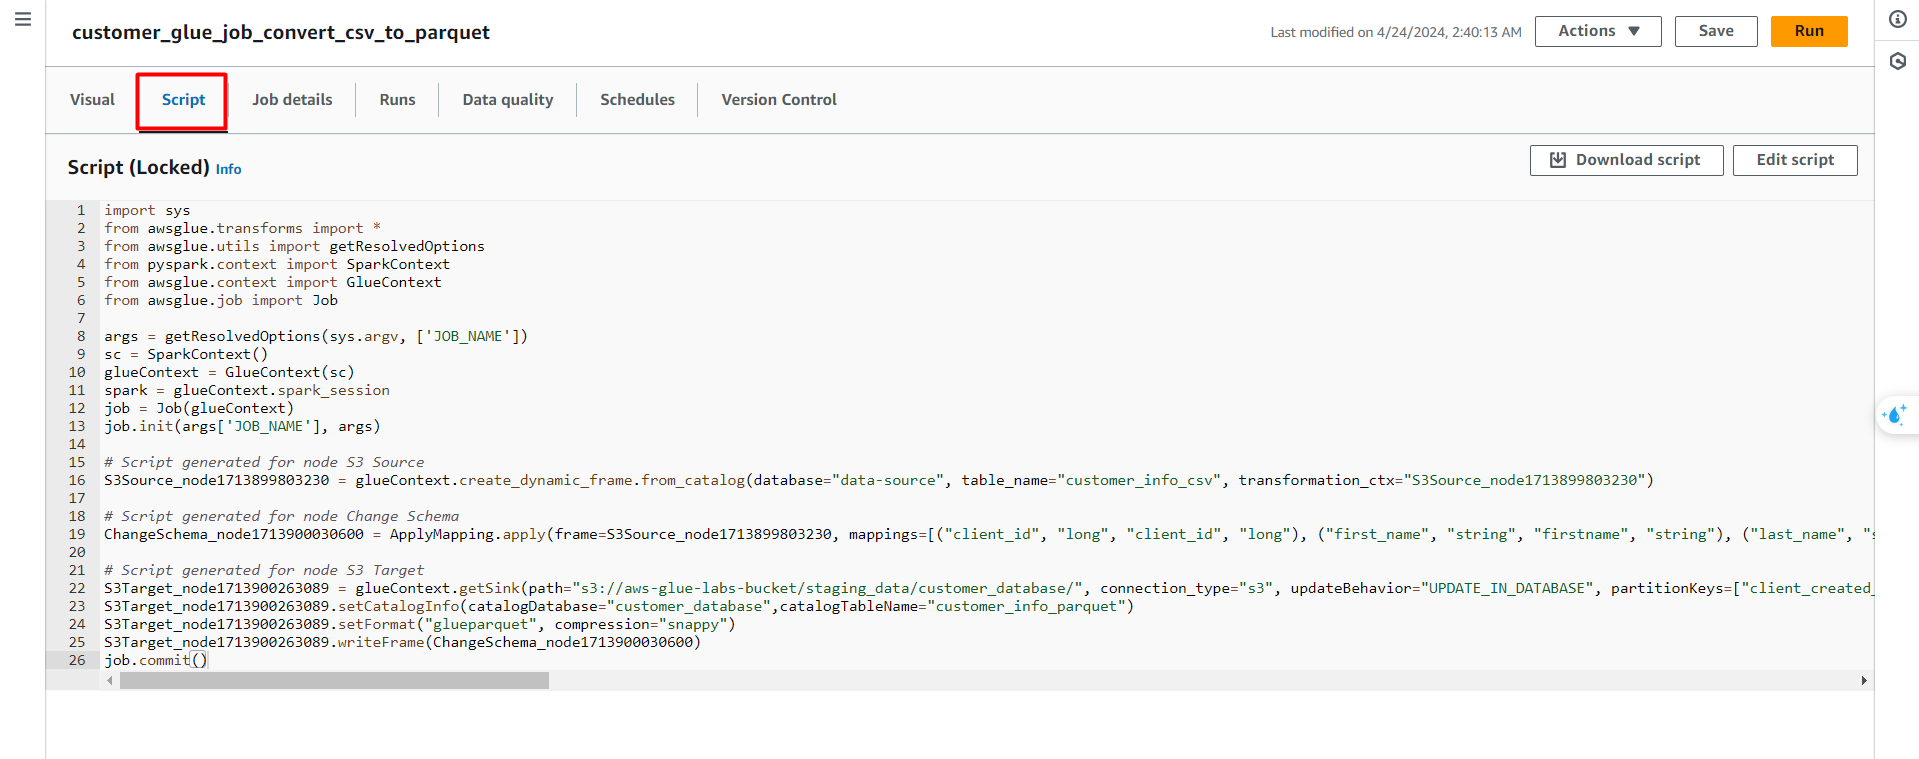 customer_glue_job_convert_csv_to_parquet
Last modified on 4/24/2024, 2:40:13 AM
Actions
Save
Run
Visual
Script
Job details
Runs
Data quality
Schedules
Version Control
Script (Locked) Info
Download script
Edit script
1 import sys
2 from awsglue.transforms import *
3 from awsglue.utils import getResolvedOptions
4 from pyspark.context import SparkContext
5 from awsglue.context import GlueContext
6 from awsglue.job import Job
7
8 args = getResolvedOptions(sys.argv, ['JOB_NAME'])
9 sc = SparkContext()
10 glueContext = GlueContext(sc)
11 spark = glueContext.spark_session
12 job = Job(glueContext)
13 job.init(args['JOB_NAME'], args)
14
15 # Script generated for node S3 Source
16 S3Source_node1713899803230 = glueContext.create_dynamic_frame.from_catalog(database="data-source", table_name="customer_info_csv", transformation_ctx="S3Source_node1713899803230")
17
18 # Script generated for node Change Schema
19 ChangeSchema_node1713900030600 = ApplyMapping.apply(frame=S3Source_node1713899803230, mappings=[("client_id", "long", "client_id", "long"), ("first_name", "string", "firstname", "string"), ("last_name", "s
20
21 # Script generated for node S3 Target
22 S3Target_node1713900263089 = glueContext.getSink(path="s3://aws-glue-labs-bucket/staging_data/customer_database/", connection_type="s3", updateBehavior="UPDATE_IN_DATABASE", partitionKeys=["client_created_
23 S3Target_node1713900263089.setCatalogInfo(catalogDatabase="customer_database",catalogTableName="customer_info_parquet")
24 S3Target_node1713900263089.setFormat("glueparquet", compression="snappy")
25 S3Target_node1713900263089.writeFrame(ChangeSchema_node1713900030600)
26 job.commit()